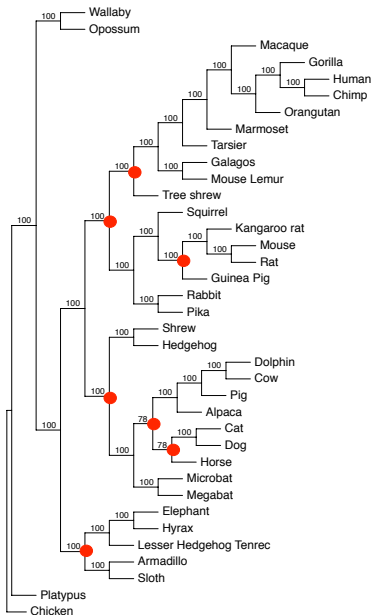 Wallaby
100
Opossum
Macaque
100
Gorilla
100
100
Human
100
Chimp
100
Orangutan
100
Marmoset
100
Tarsier
Galagos
100
100
Mouse Lemur
Tree shrew
Squirrel
100
100
100
Kangaroo rat
100
Mouse
100
Rat
100
100
Guinea Pig
Rabbit
100
100
Pika
Shrew
100
Hedgehog
Dolphin
100
Cow
100
Pig
100
100
Alpaca
78
100
Cat
100
Dog
78
100
Horse
Microbat
100
Megabat
Elephant
100
Hyrax
100
Lesser Hedgehog Tenrec
100
Armadillo
100
Sloth
Platypus
Chicken